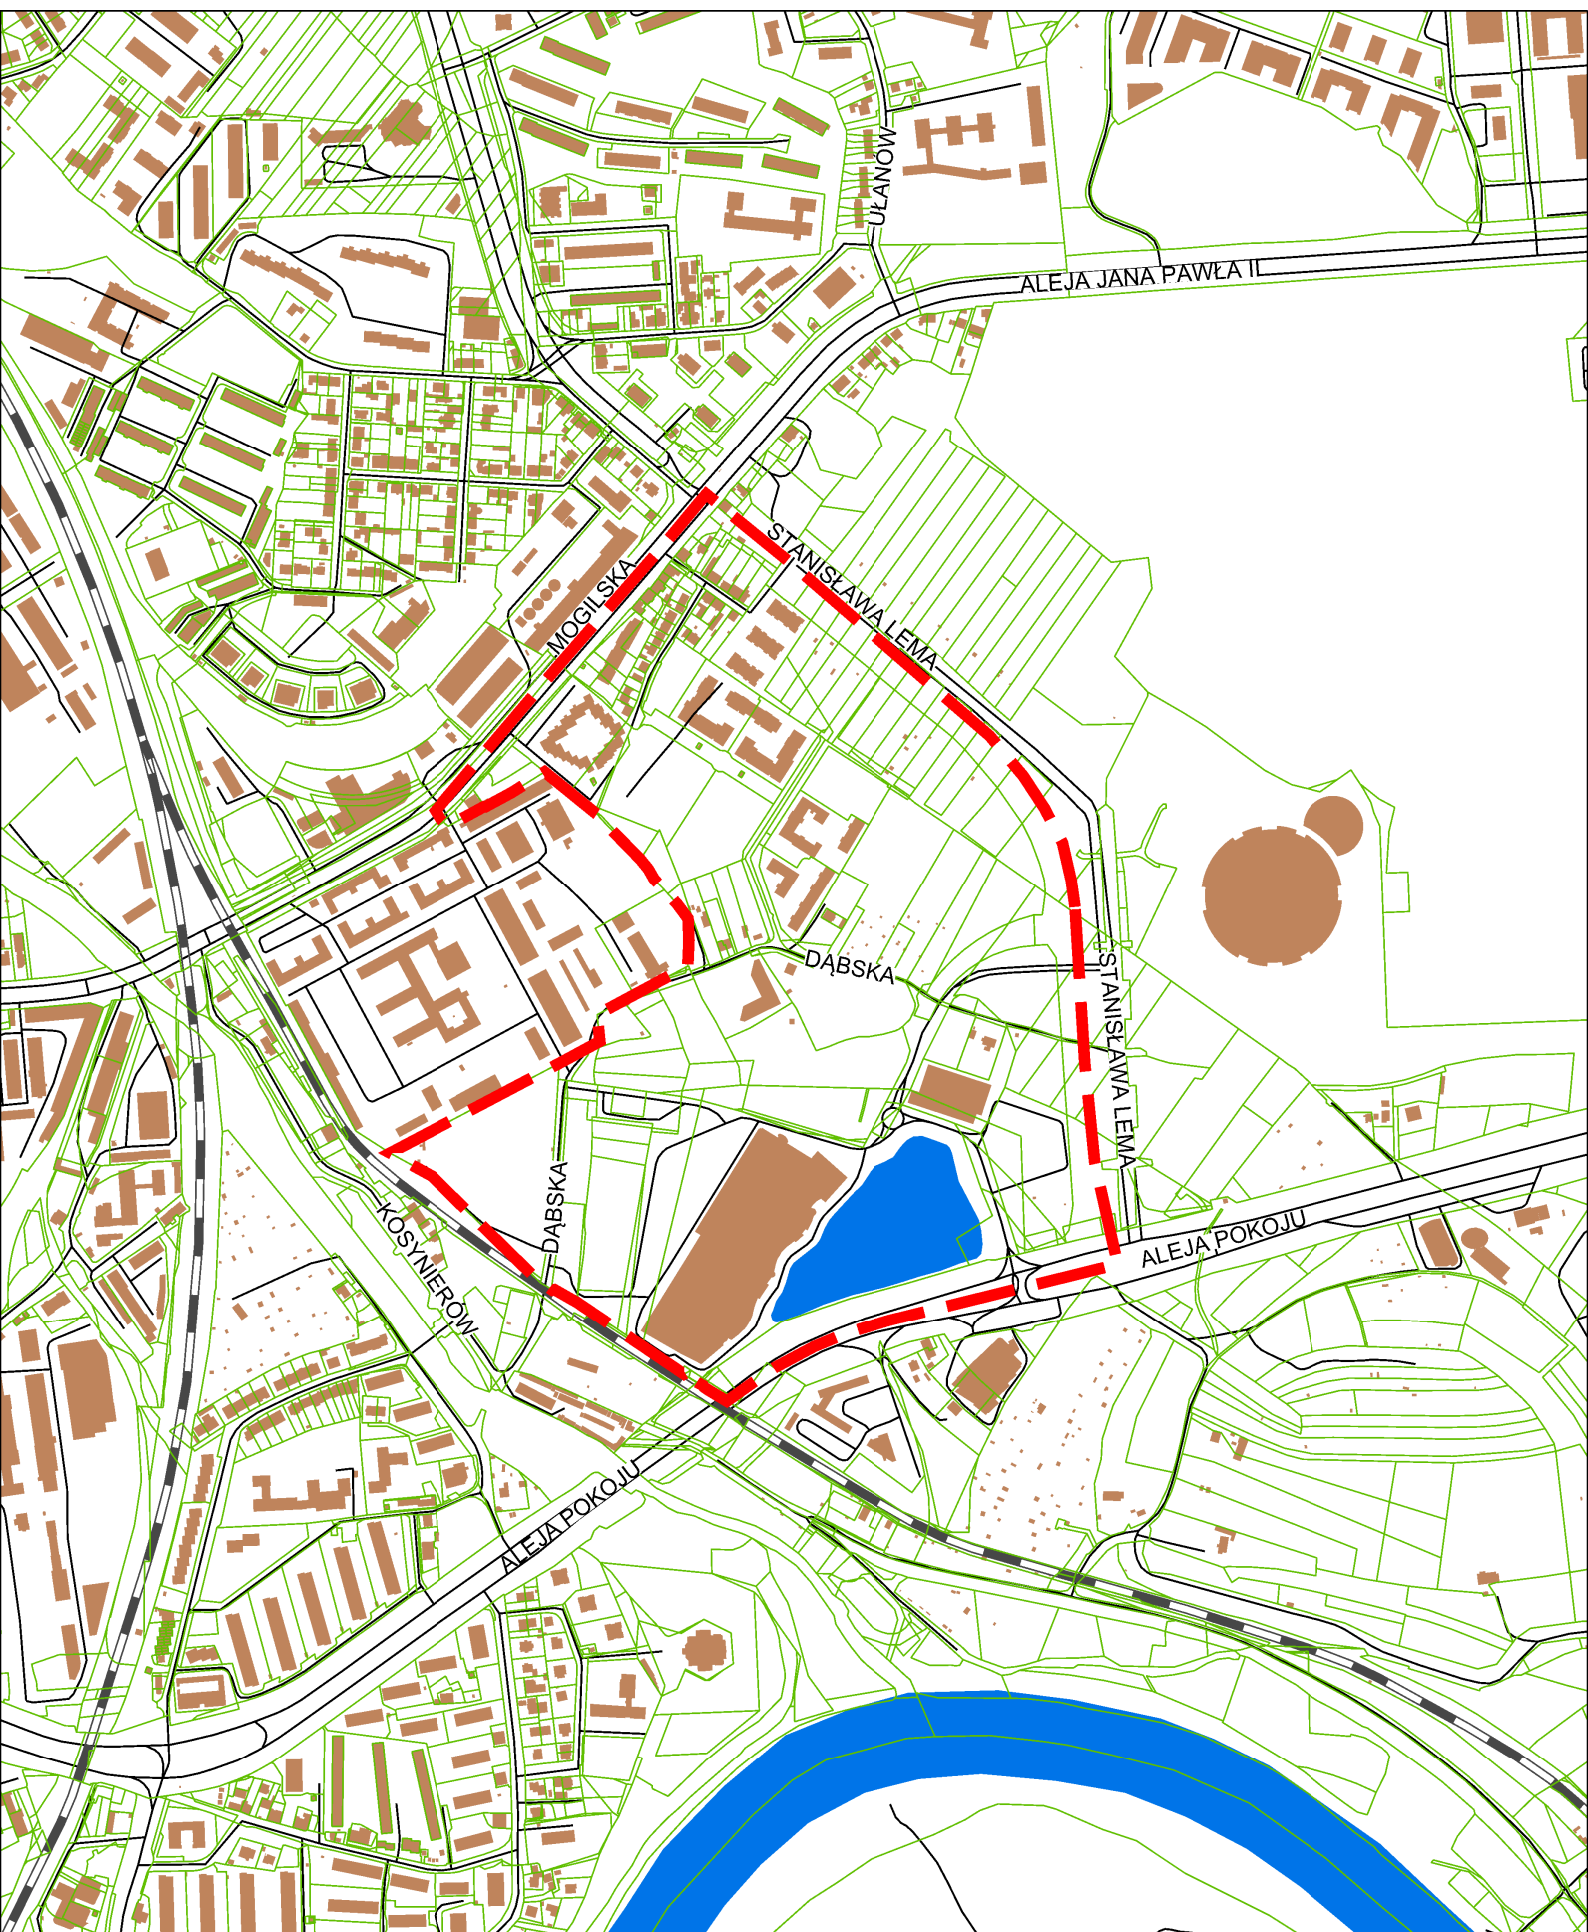 UŁANÓW
ALEJA JANA PAWŁA II
STANISŁAWA LEMA
MOGILSKA
DĄBSKA
STANISŁAWA LEMA
DĄBSKA
KOSYNIERÓW
ALEJA POKOJU
ALEJA POKOJU